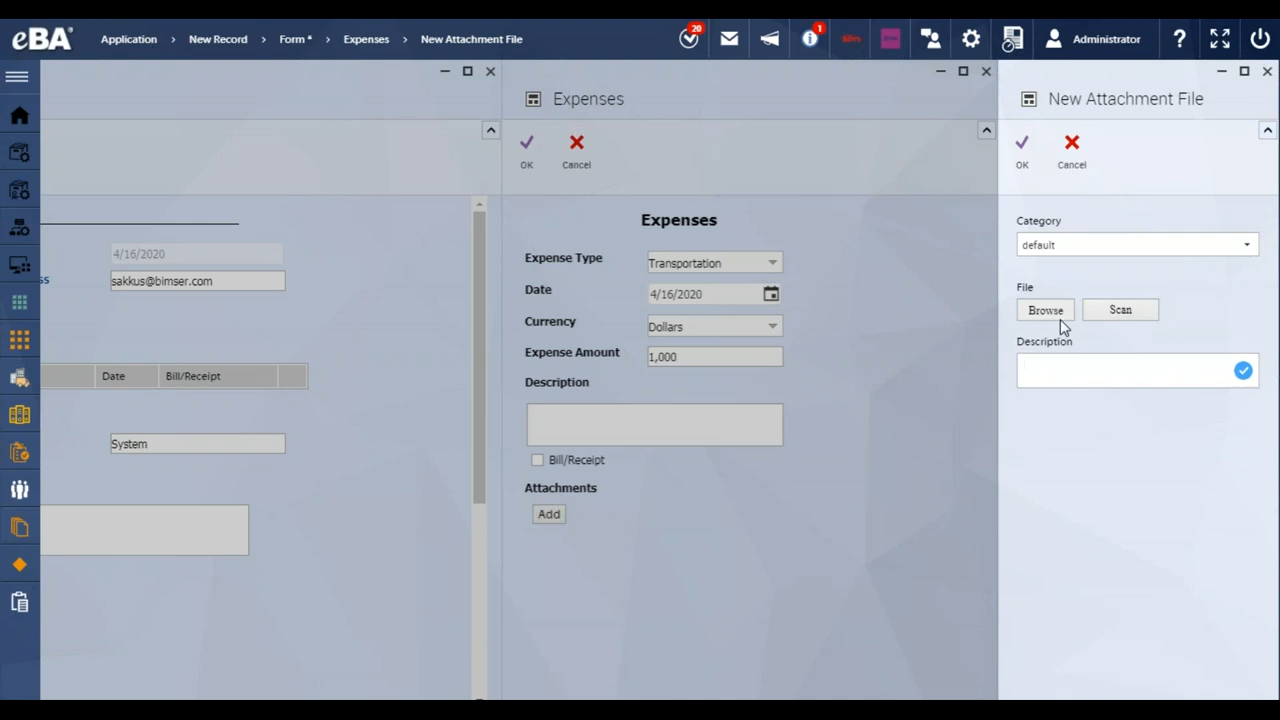 eBA
Application > New Record > Form * > Expenses > New Attachment File
20
1
Administrator
?
Expenses
New Attachment File
OK
Cancel
OK
Cancel
4/16/2020
sakkus@bimser.com
Date
Bill/Receipt
System
Expenses
Expense Type
Transportation
Date
4/16/2020
Currency
Dollars
Expense Amount
1,000
Description
Bill/Receipt
Attachments
Add
Category
default
File
Browse
Scan
Description